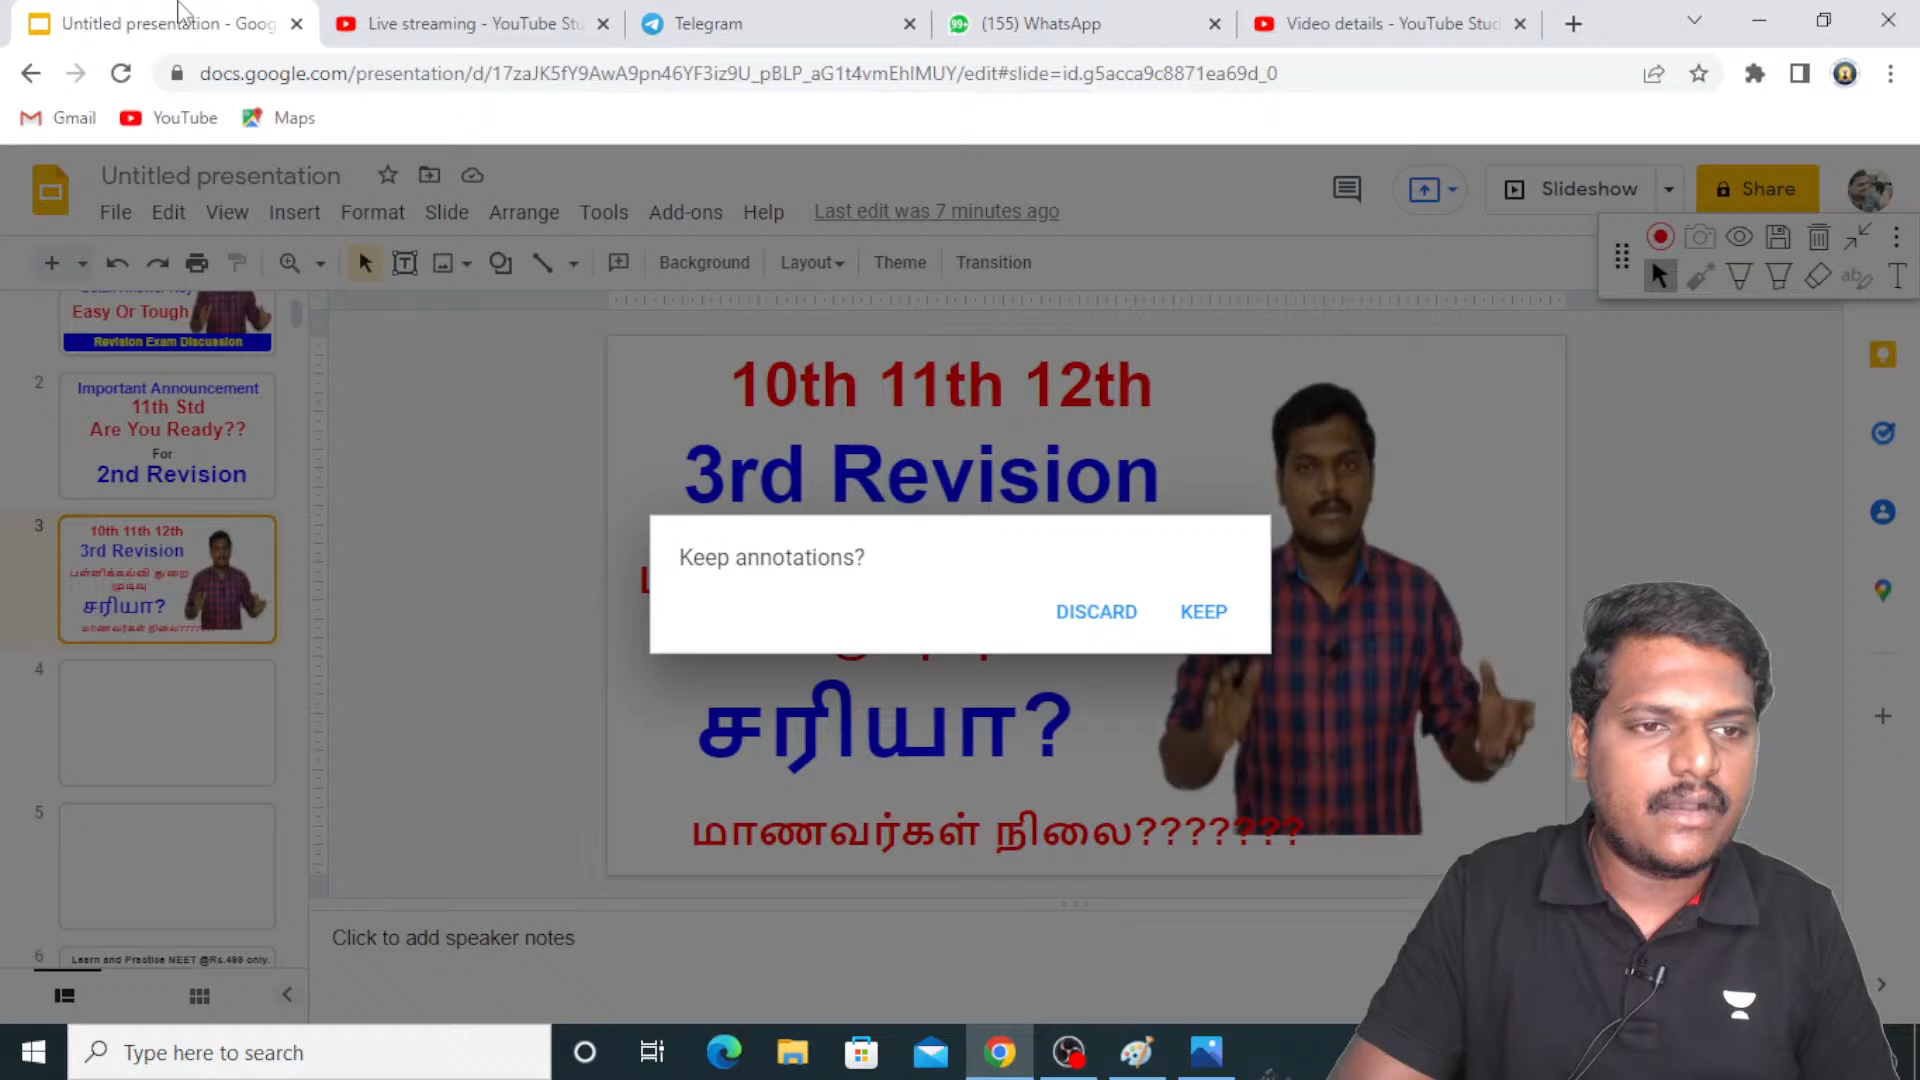 Untitled presentation - Goog
Live streaming - YouTube Stu
Telegram
99+
(155) WhatsApp
Video details - YouTube Stud
docs.google.com/presentation/d/17zaJK5fY9AwA9pn46YF3iz9U_pBLP_aG1t4vmEhIMUY/edit#slide=id.g5acca9c8871ea69d_0
Gmail YouTube Maps
Untitled presentation
Slideshow
Share
File Edit View Insert Format Slide Arrange Tools Add-ons Help Last edit was 7 minutes ago
Background Layout Theme Transition
Easy Or Tough
Revision Exam Discussion
2
Important Announcement
11th Std
Are You Ready??
For
2nd Revision
3
10th 11th 12th
3rd Revision
பள்ளிக்கல்வி துறை
முடிவு
சரியா?
மாணவர்கள் நிலை???????
4
5
6
Learn and Practice NEET @Rs.499 only.
10th 11th 12th
3rd Revision
Keep annotations?
DISCARD KEEP
சரியா?
மாணவர்கள் நிலை???????
Click to add speaker notes
Type here to search